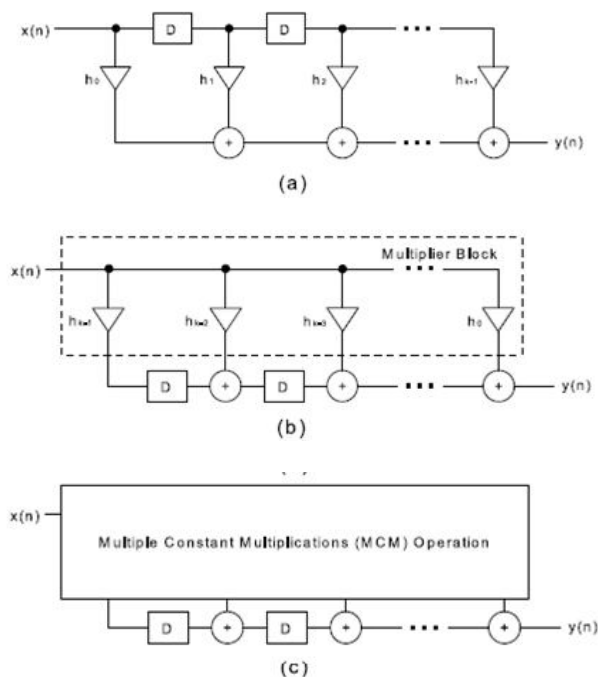 x(n) D D ...
h₀ h₁ h₂ hₖ₋₁
+ + ... + y(n)
(a)
Multiplier Block
x(n) ...
hₖ₋₁ hₖ₋₂ hₖ₋₃ h₀
D + D + ... + y(n)
(b)
x(n)
Multiple Constant Multiplications (MCM) Operation
D + D + ... + y(n)
(c)